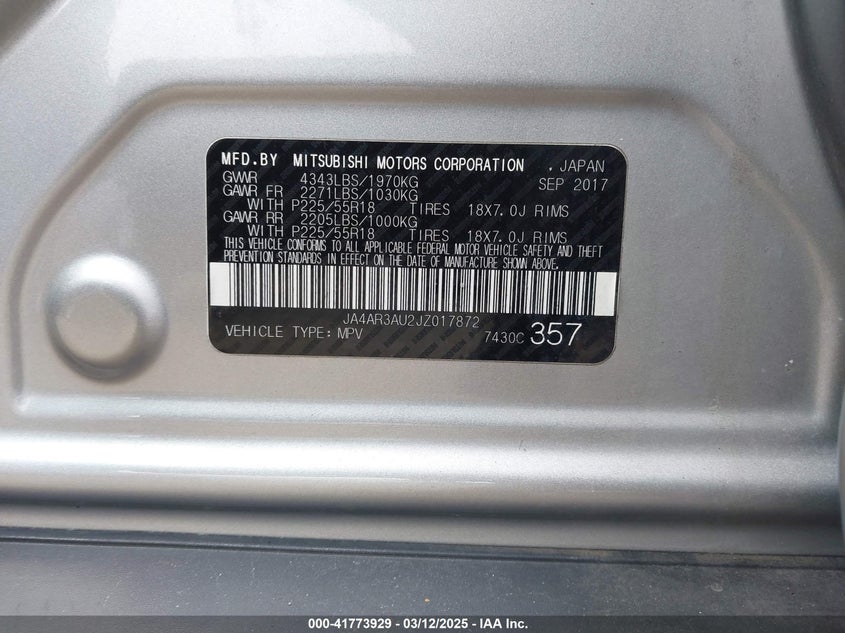 MFD.BY MITSUBISHI MOTORS CORPORATION . JAPAN
GVWR 4343LBS/1970KG SEP 2017
GAWR FR 2271LBS/1030KG
WITH P225/55R18 TIRES 18X7.0J RIMS
GAWR RR 2205LBS/1000KG
WITH P225/55R18 TIRES 18X7.0J RIMS
THIS VEHICLE CONFORMS TO ALL APPLICABLE FEDERAL MOTOR VEHICLE SAFETY AND THEFT
PREVENTION STANDARDS IN EFFECT ON THE DATE OF MANUFACTURE SHOWN ABOVE.
JA4AR3AU2JZ017872
VEHICLE TYPE: MPV 7430C 357
000-41773929 - 03/12/2025 - IAA Inc.